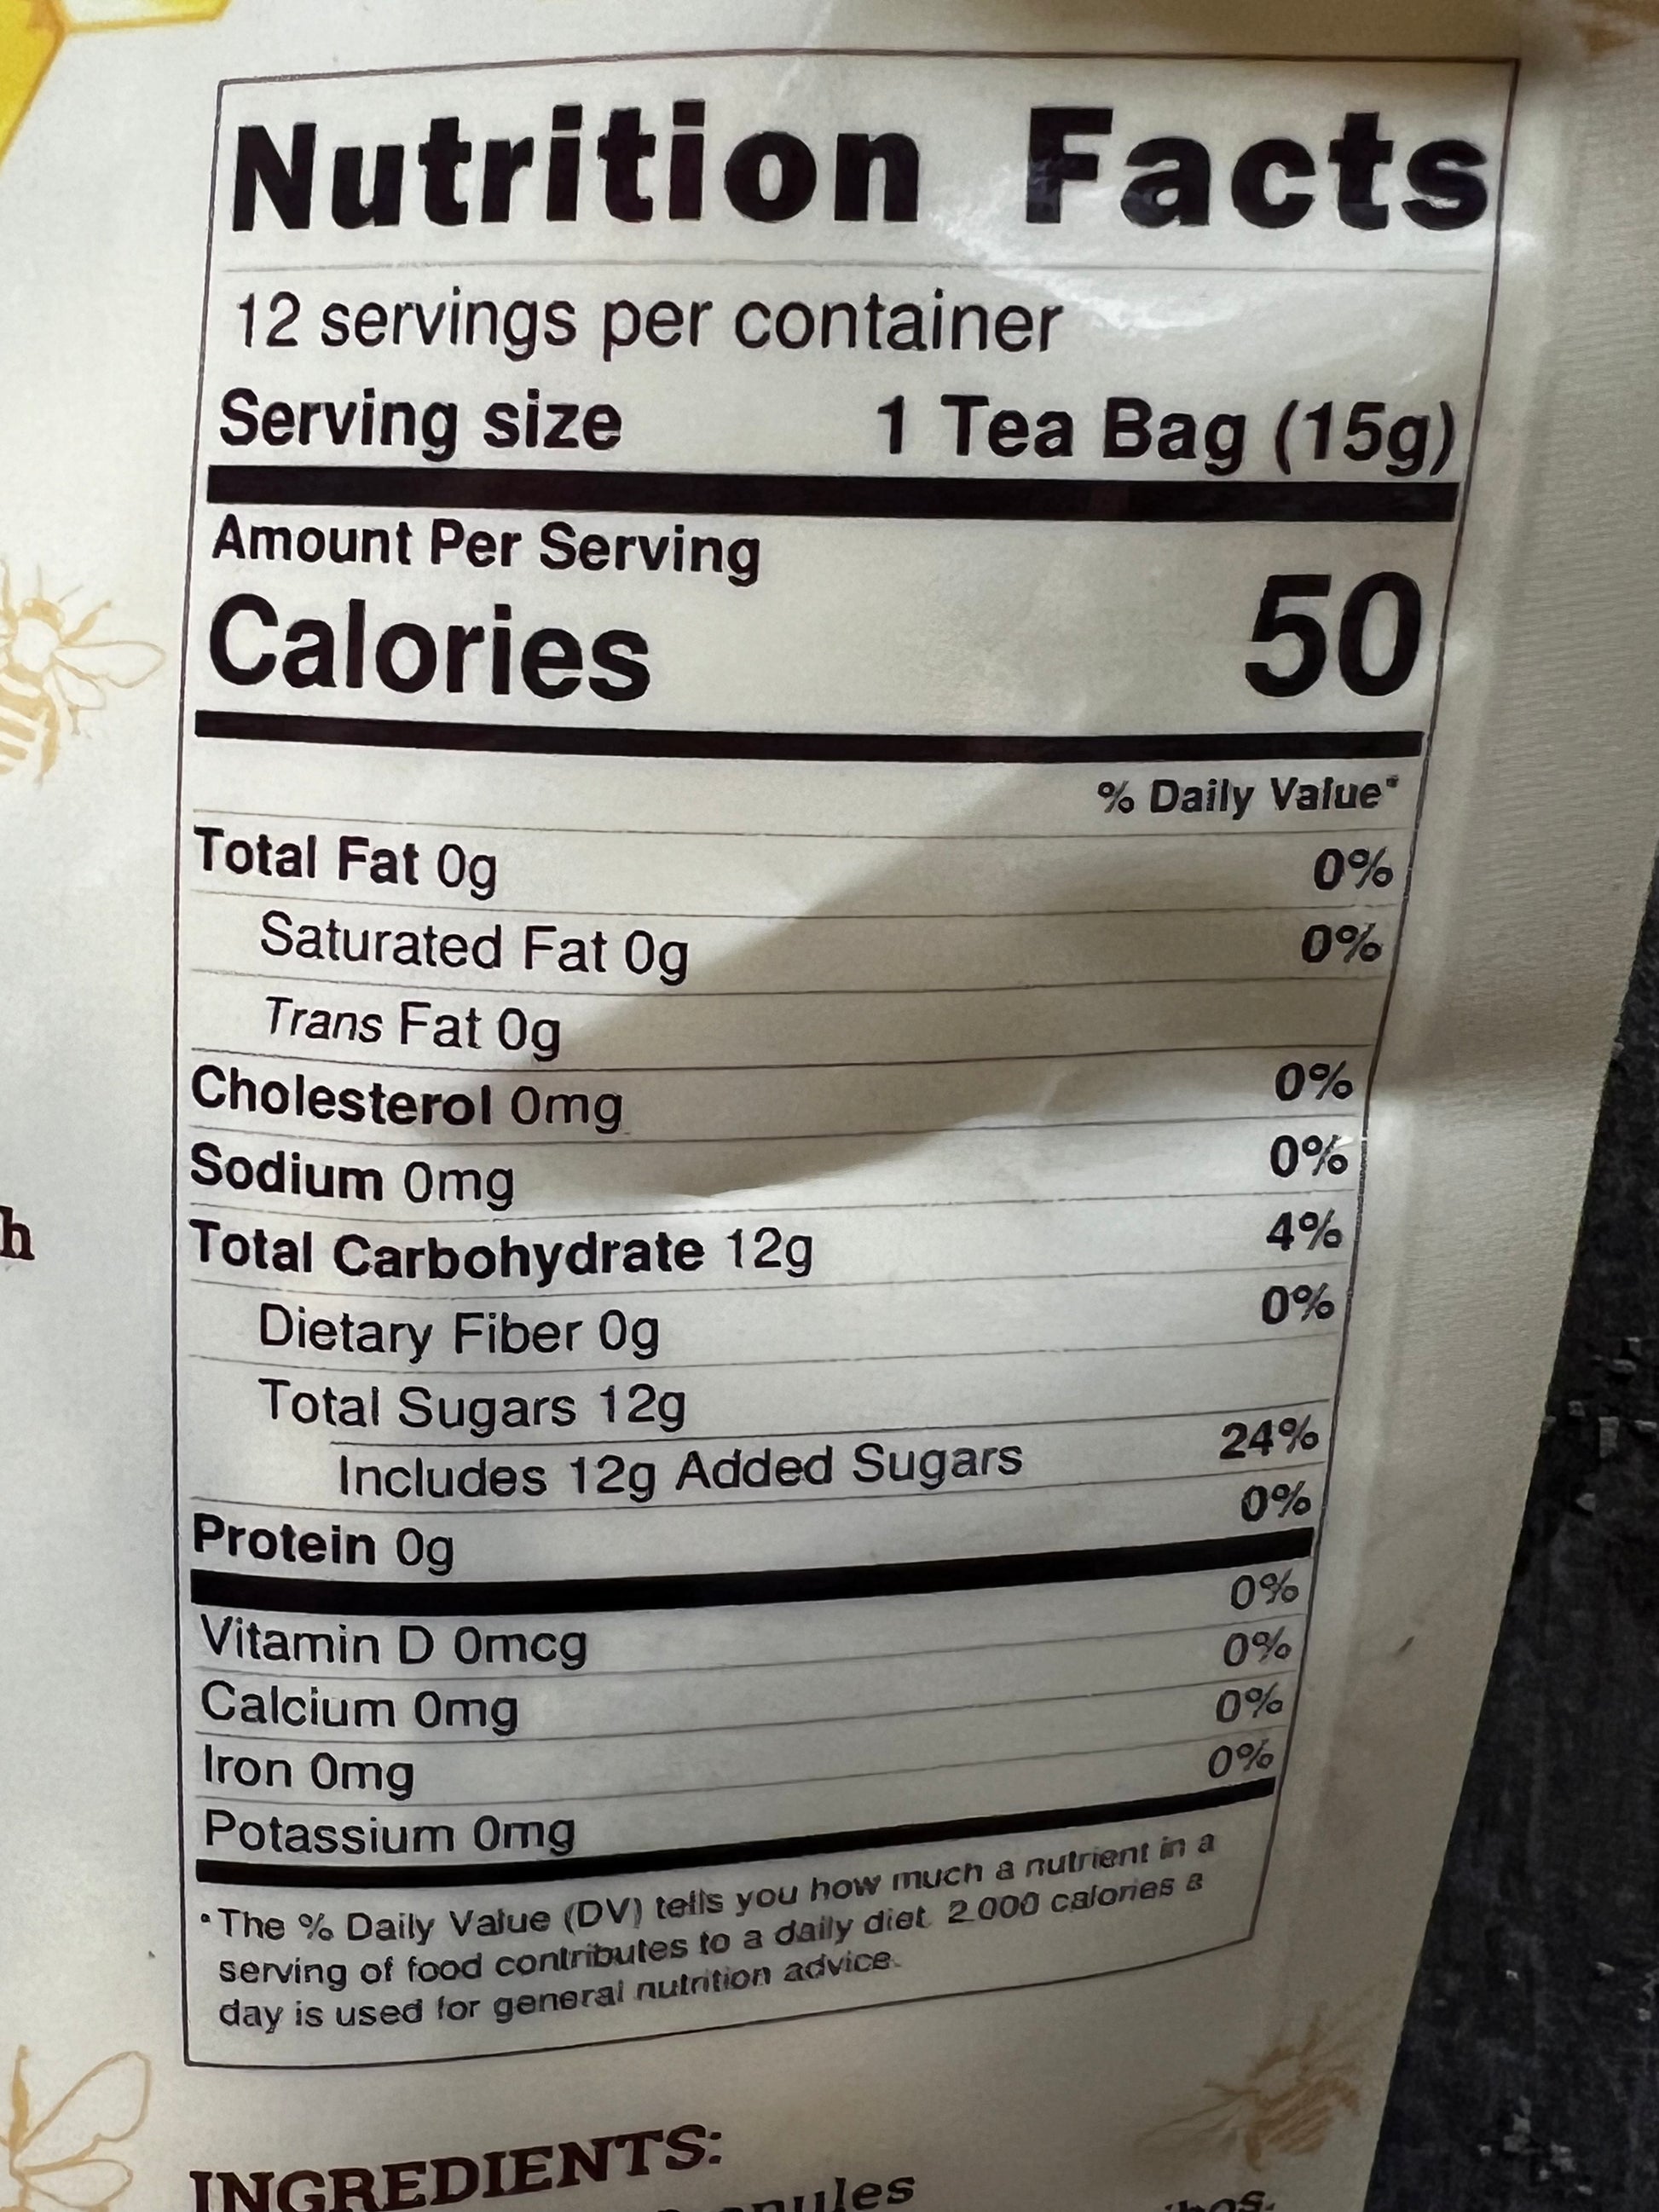 Nutrition Facts
12 servings per container
Serving size 1 Tea Bag (15g)
Amount Per Serving
Calories 50
% Daily Value*
Total Fat 0g 0%
Saturated Fat 0g 0%
Trans Fat 0g
Cholesterol 0mg 0%
Sodium 0mg 0%
Total Carbohydrate 12g 4%
Dietary Fiber 0g 0%
Total Sugars 12g
Includes 12g Added Sugars 24%
Protein 0g 0%
Vitamin D 0mcg 0%
Calcium 0mg 0%
Iron 0mg 0%
Potassium 0mg 0%
*The % Daily Value (DV) tells you how much a nutrient in a
serving of food contributes to a daily diet. 2.000 calories a
day is used for general nutrition advice.
h
INGREDIENTS: